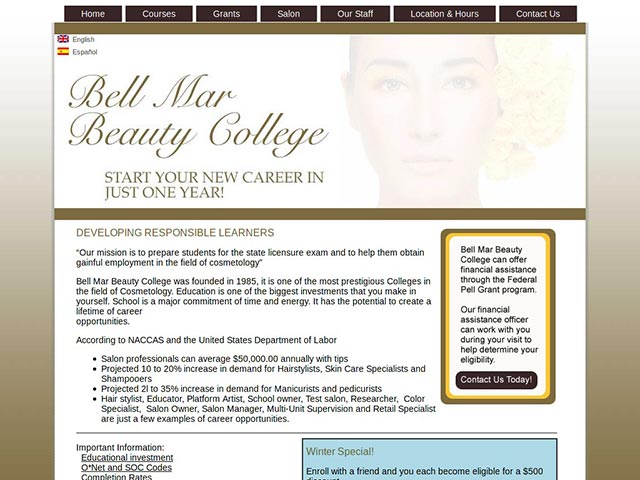 Home Courses Grants Salon Our Staff Location & Hours Contact Us
English
Español
Bell Mar
Beauty College
START YOUR NEW CAREER IN
JUST ONE YEAR!
DEVELOPING RESPONSIBLE LEARNERS
“Our mission is to prepare students for the state licensure exam and to help them obtain
gainful employment in the field of cosmetology”
Bell Mar Beauty College was founded in 1985, it is one of the most prestigious Colleges in
the field of Cosmetology. Education is one of the biggest investments that you make in
yourself. School is a major commitment of time and energy. It has the potential to create a
lifetime of career
opportunities.
According to NACCAS and the United States Department of Labor
Salon professionals can average $50,000.00 annually with tips
Projected 10 to 20% increase in demand for Hairstylists, Skin Care Specialists and
Shampooers
Projected 2l to 35% increase in demand for Manicurists and pedicurists
Hair stylist, Educator, Platform Artist, School owner, Test salon, Researcher, Color
Specialist, Salon Owner, Salon Manager, Multi-Unit Supervision and Retail Specialist
are just a few examples of career opportunities.
Bell Mar Beauty
College can offer
financial assistance
through the Federal
Pell Grant program.
Our financial
assistance officer
can work with you
during your visit to
help determine your
eligibility.
Contact Us Today!
Important Information:
Educational investment
O*Net and SOC Codes
Completion Rates
Winter Special!
Enroll with a friend and you each become eligible for a $500
discount